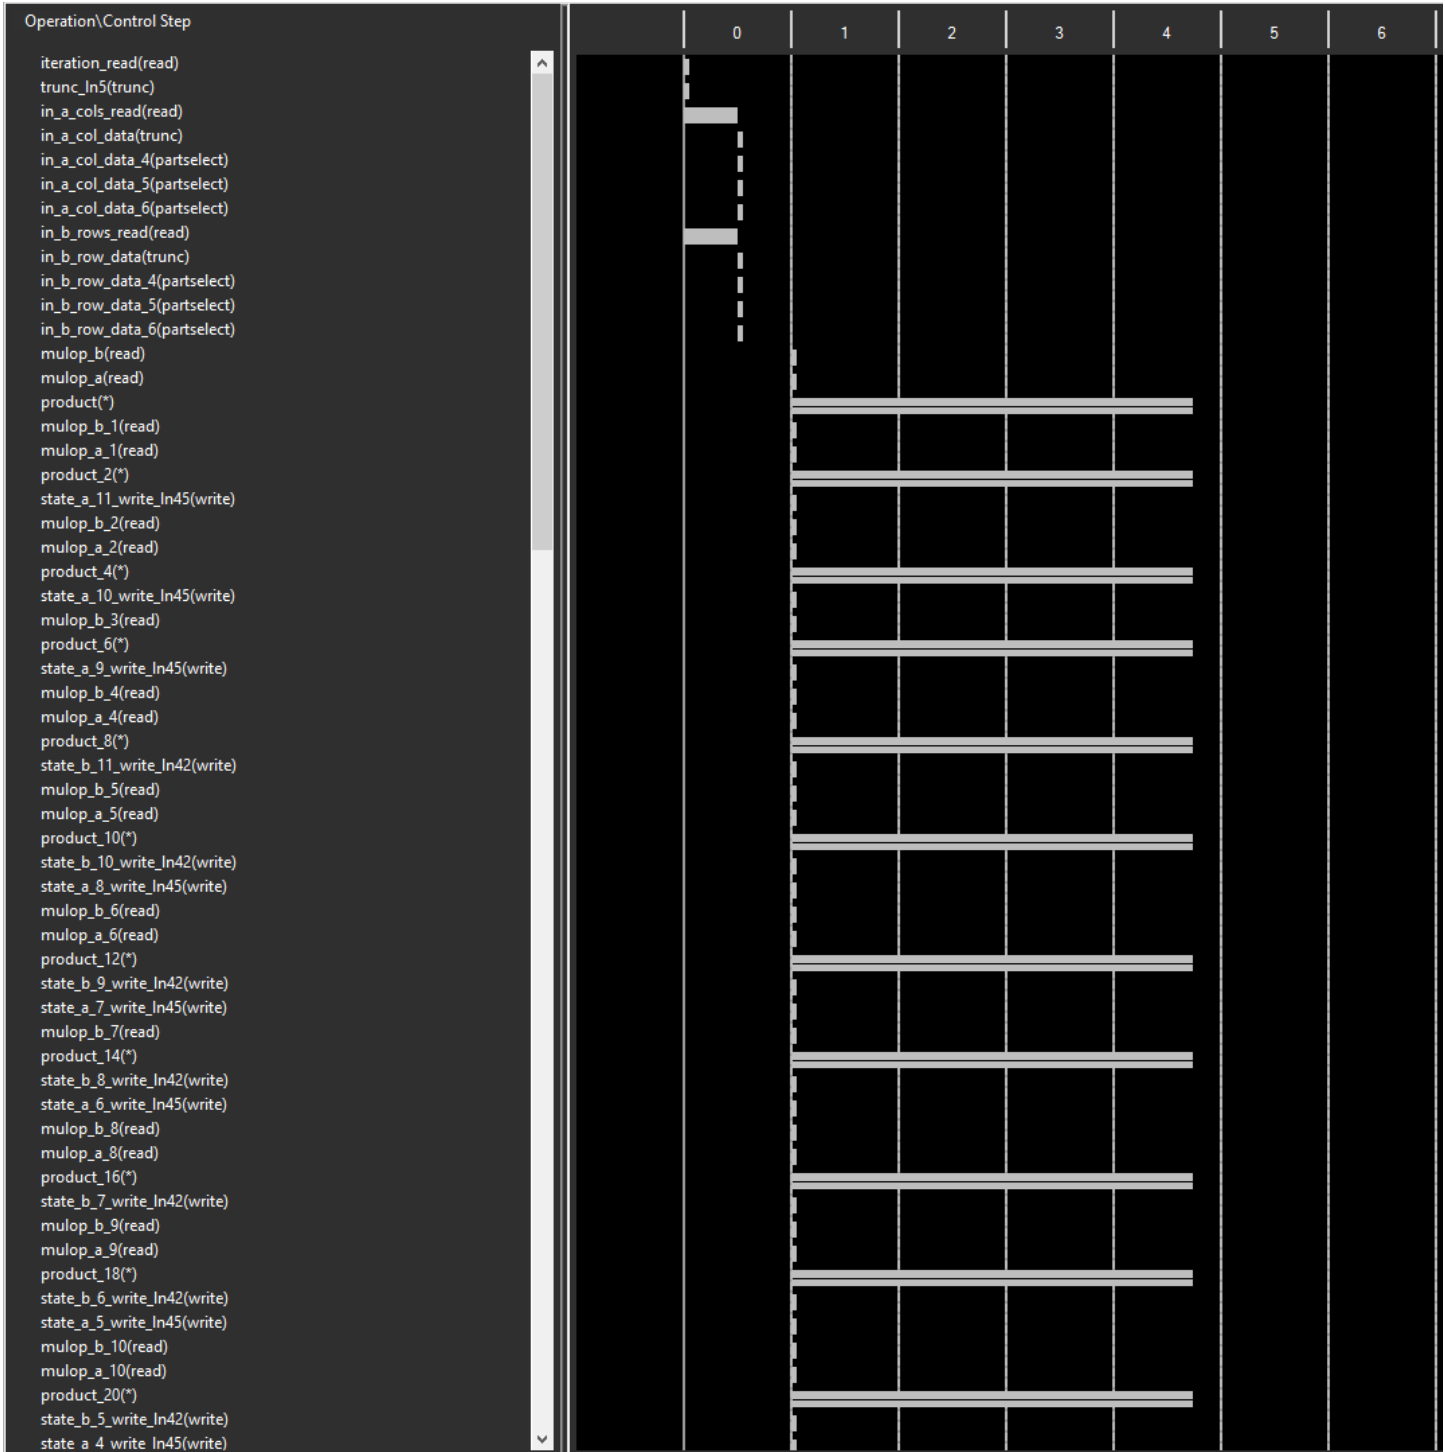 Operation\Control Step
0 1 2 3 4 5 6
iteration_read(read)
trunc_ln5(trunc)
in_a_cols_read(read)
in_a_col_data(trunc)
in_a_col_data_4(partselect)
in_a_col_data_5(partselect)
in_a_col_data_6(partselect)
in_b_rows_read(read)
in_b_row_data(trunc)
in_b_row_data_4(partselect)
in_b_row_data_5(partselect)
in_b_row_data_6(partselect)
mulop_b(read)
mulop_a(read)
product(*)
mulop_b_1(read)
mulop_a_1(read)
product_2(*)
state_a_11_write_ln45(write)
mulop_b_2(read)
mulop_a_2(read)
product_4(*)
state_a_10_write_ln45(write)
mulop_b_3(read)
product_6(*)
state_a_9_write_ln45(write)
mulop_b_4(read)
mulop_a_4(read)
product_8(*)
state_b_11_write_ln42(write)
mulop_b_5(read)
mulop_a_5(read)
product_10(*)
state_b_10_write_ln42(write)
state_a_8_write_ln45(write)
mulop_b_6(read)
mulop_a_6(read)
product_12(*)
state_b_9_write_ln42(write)
state_a_7_write_ln45(write)
mulop_b_7(read)
product_14(*)
state_b_8_write_ln42(write)
state_a_6_write_ln45(write)
mulop_b_8(read)
mulop_a_8(read)
product_16(*)
state_b_7_write_ln42(write)
mulop_b_9(read)
mulop_a_9(read)
product_18(*)
state_b_6_write_ln42(write)
state_a_5_write_ln45(write)
mulop_b_10(read)
mulop_a_10(read)
product_20(*)
state_b_5_write_ln42(write)
state_a_4_write_ln45(write)